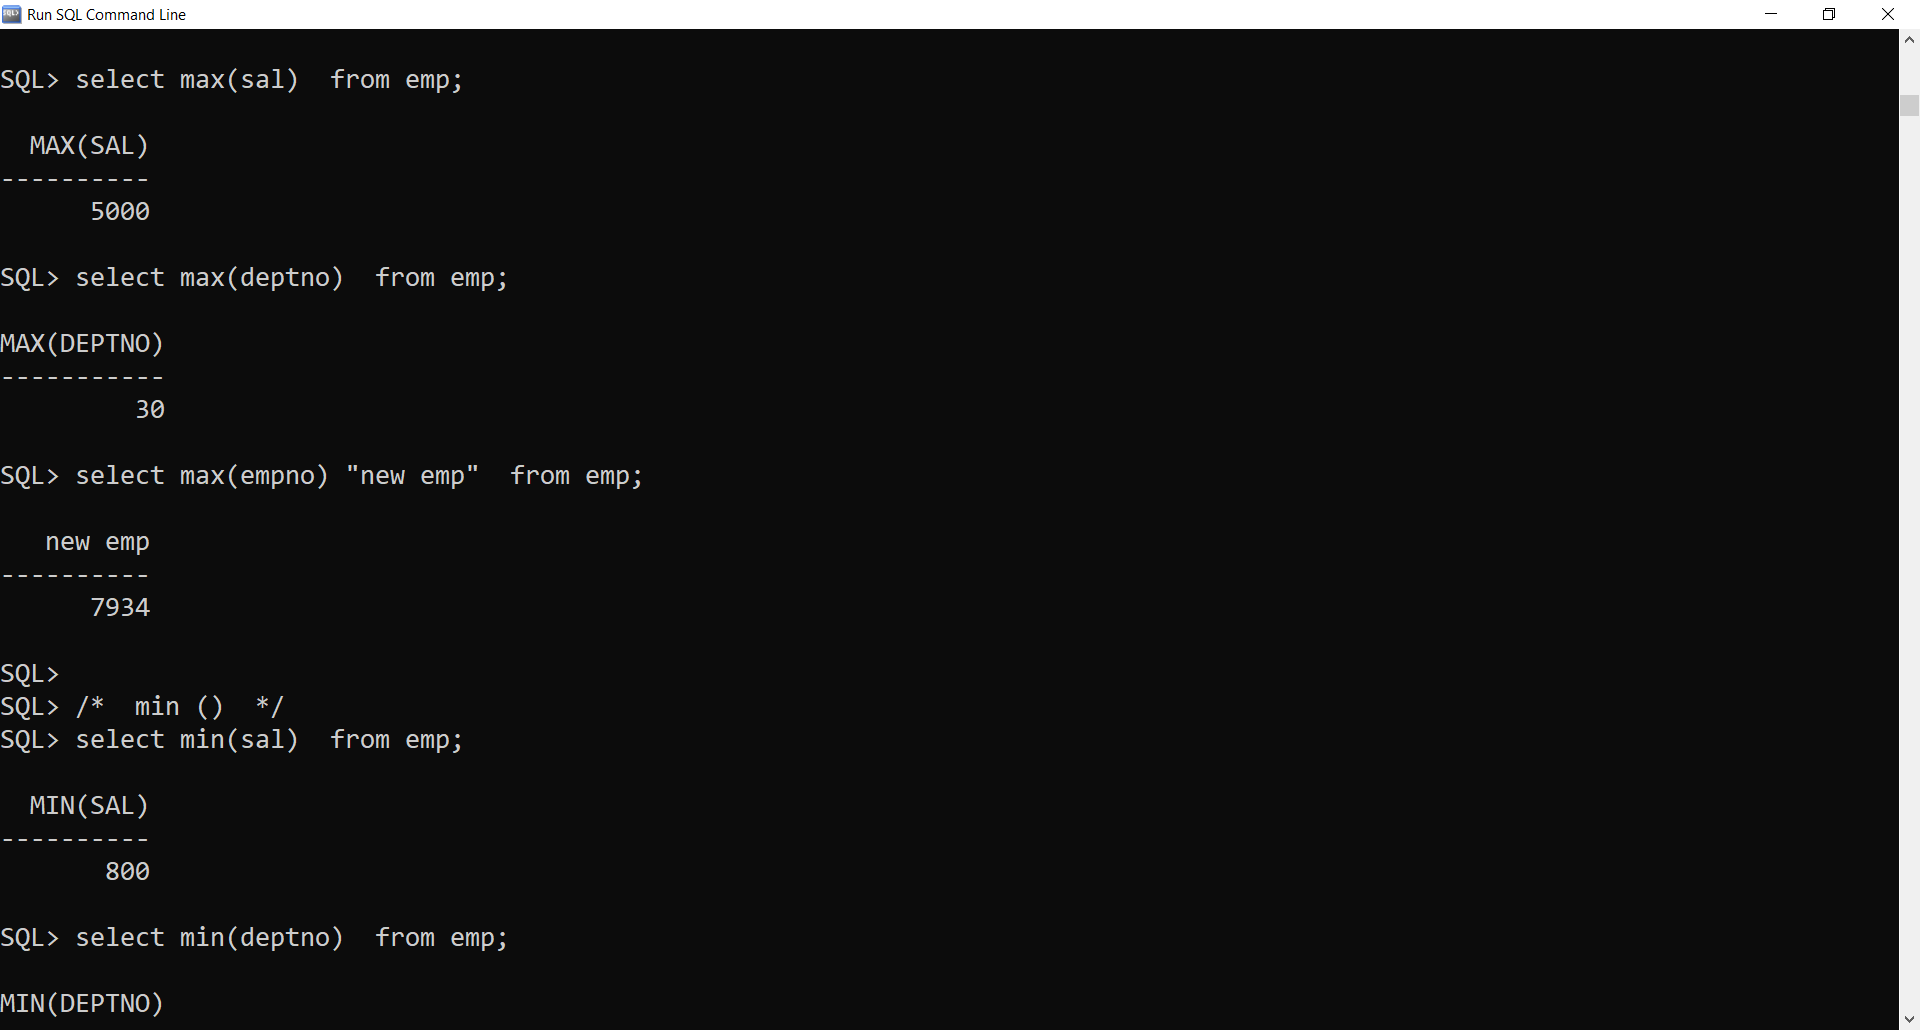 Run SQL Command Line
SQL> select max(sal)  from emp;
  MAX(SAL)
----------
      5000
SQL> select max(deptno)  from emp;
MAX(DEPTNO)
-----------
         30
SQL> select max(empno) "new emp"  from emp;
   new emp
----------
      7934
SQL>
SQL> /*  min ()  */
SQL> select min(sal)  from emp;
  MIN(SAL)
----------
       800
SQL> select min(deptno)  from emp;
MIN(DEPTNO)